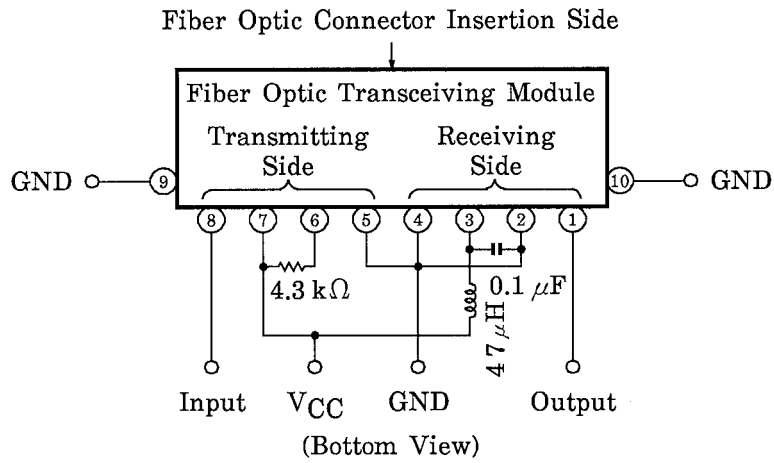 Fiber Optic Connector Insertion Side
Fiber Optic Transceiving Module
Transmitting Side
Receiving Side
GND
9
10
GND
8 7 6 5 4 3 2 1
4.3 kΩ
0.1 μF
47 μH
Input
VCC
GND
Output
(Bottom View)